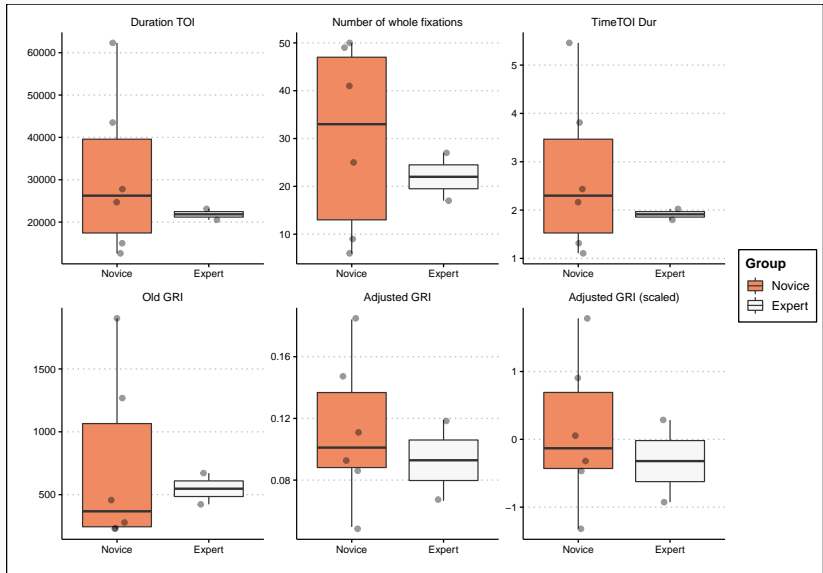 Duration TOI
60000
50000
40000
30000
20000
Novice
Expert
Number of whole fixations
50
40
30
20
10
Novice
Expert
TimeTOI Dur
5
4
3
2
1
Novice
Expert
Old GRI
1500
1000
500
Novice
Expert
Adjusted GRI
0.16
0.12
0.08
Novice
Expert
Adjusted GRI (scaled)
1
0
−1
Novice
Expert
Group
Novice
Expert